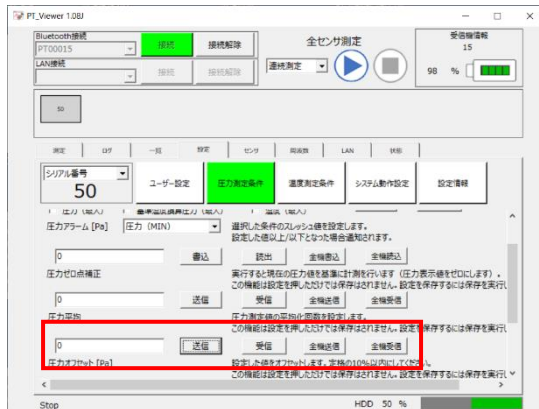 PT_Viewer 1.08J
Bluetooth接続
PT00015
接続
接続解除
LAN接続
接続
接続解除
全センサ測定
連続測定
受信機情報
15
98 %
50
測定
ログ
一覧
設定
センサ
周波数
LAN
状態
シリアル番号
50
ユーザー設定
圧力測定条件
温度測定条件
システム動作設定
設定情報
圧力アラーム [Pa]
圧力 (MIN)
選択した条件のスレッショ値を設定します。
設定した値以上/以下となった場合通知されます。
0
書込
読出
全機書込
全機読込
圧力ゼロ点補正
実行すると現在の圧力値を基準に計測を行います（圧力表示値をゼロにします）。
この機能は設定を押しただけでは保存はされません。設定を保存するには保存を実行し
0
送信
受信
全機送信
全機受信
圧力平均
圧力測定値の平均化回数を設定します。
この機能は設定を押しただけでは保存はされません。設定を保存するには保存を実行し
0
送信
受信
全機送信
全機受信
圧力オフセット [Pa]
設定した値をオフセットします。定格の10%以内にしてください。
この機能は設定を押しただけでは保存はされません。設定を保存するには保存を実行し
Stop
HDD 50 %